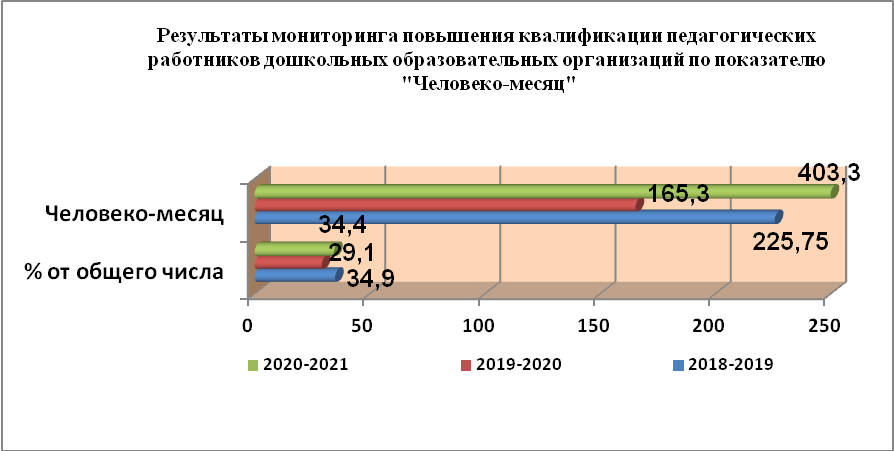 Результаты мониторинга повышения квалификации педагогических
работников дошкольных образовательных организаций по показателю
"Человеко-месяц"
403,3
165,3
Человеко-месяц
225,75
34,4
29,1
% от общего числа
34,9
0 50 100 150 200 250
2020-2021 2019-2020 2018-2019